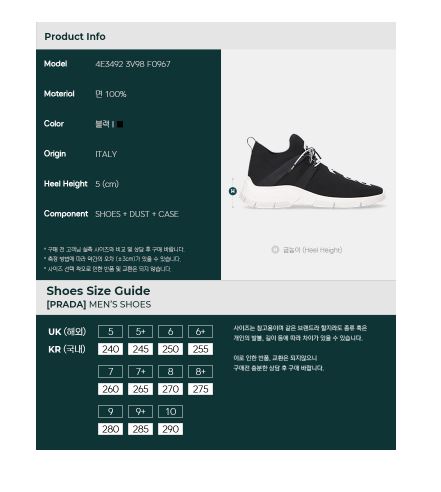 Product Info
Model 4E3492 3V98 F0967
Moteriol 면 100%
Color 블랙 |
Origin ITALY
Heel Height 5 (cm)
Component SHOES + DUST + CASE
* 구매 전 고객님 실측 사이즈와 비교 및 상담 후 구매 바랍니다.
* 측정 방법에 따라 약간의 오차 (±3cm)가 있을 수 있습니다.
* 사이즈 선택 착오로 인한 반품 및 교환은 되지 않습니다.
H
H 굽높이 (Heel Height)
Shoes Size Guide
[PRADA] MEN'S SHOES
UK (해외) 5 5+ 6 6+
KR (국내) 240 245 250 255
7 7+ 8 8+
260 265 270 275
9 9+ 10
280 285 290
사이즈는 참고용이며 같은 브랜드라 할지라도 종류 혹은
개인의 발볼, 길이 등에 따라 차이가 있을 수 있습니다.
이로 인한 반품, 교환은 되지않으니
구매전 충분한 상담 후 구매 바랍니다.